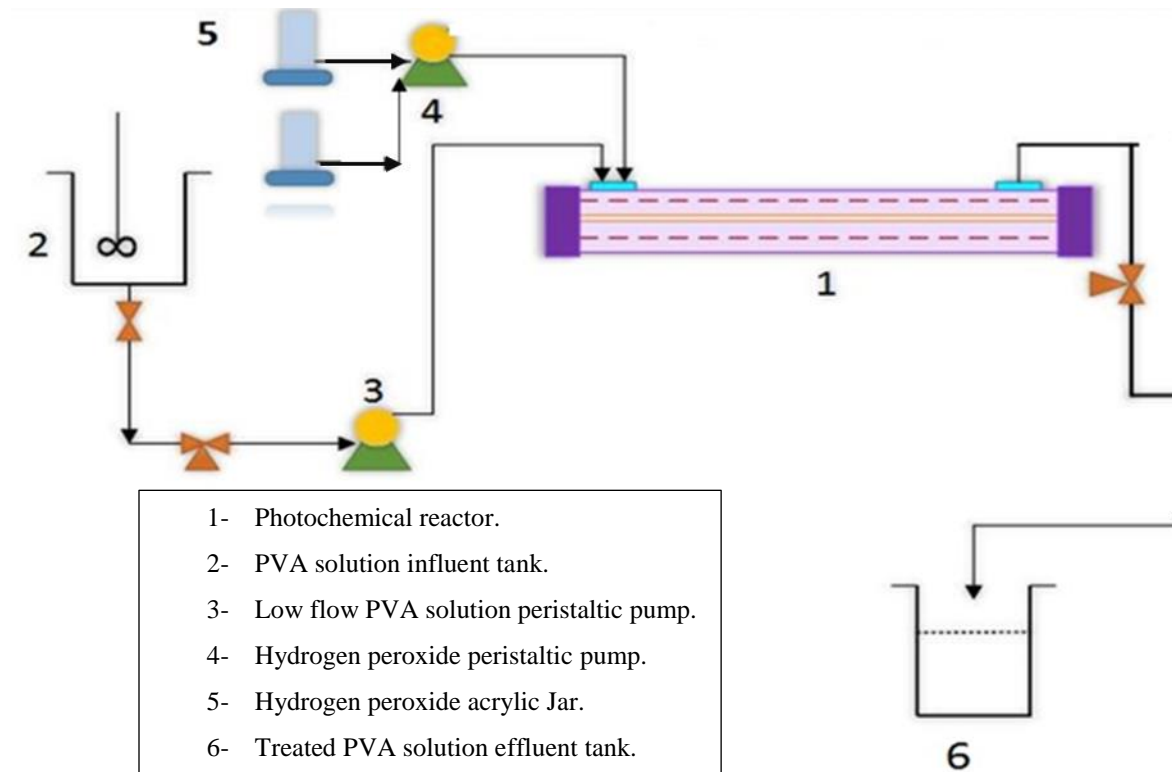 5
4
2
1
3
1- Photochemical reactor.
2- PVA solution influent tank.
3- Low flow PVA solution peristaltic pump.
4- Hydrogen peroxide peristaltic pump.
5- Hydrogen peroxide acrylic Jar.
6- Treated PVA solution effluent tank.
6